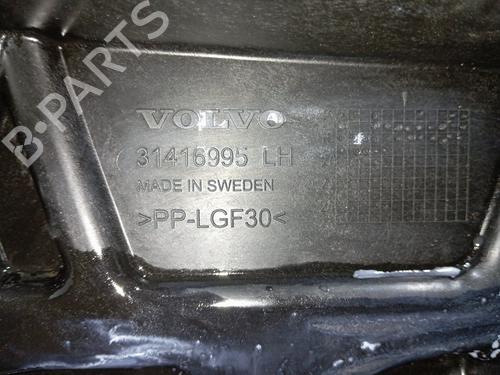 B-PARTS
VOLVO
31416995 LH
MADE IN SWEDEN
>PP-LGF30<